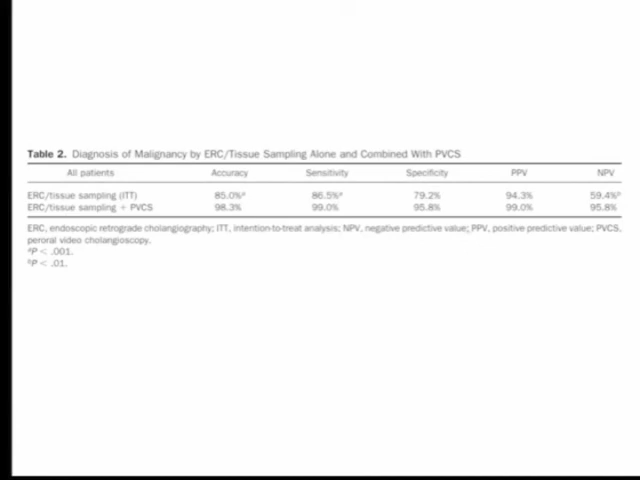 Table 2. Diagnosis of Malignancy by ERC/Tissue Sampling Alone and Combined With PVCS
All patients Accuracy Sensitivity Specificity PPV NPV
ERC/tissue sampling (ITT) 85.0%ᵃ 86.5%ᵃ 79.2% 94.3% 59.4%ᵇ
ERC/tissue sampling + PVCS 98.3% 99.0% 95.8% 99.0% 95.8%
ERC, endoscopic retrograde cholangiography; ITT, intention-to-treat analysis; NPV, negative predictive value; PPV, positive predictive value; PVCS,
peroral video cholangioscopy.
ᵃP < .001.
ᵇP < .01.